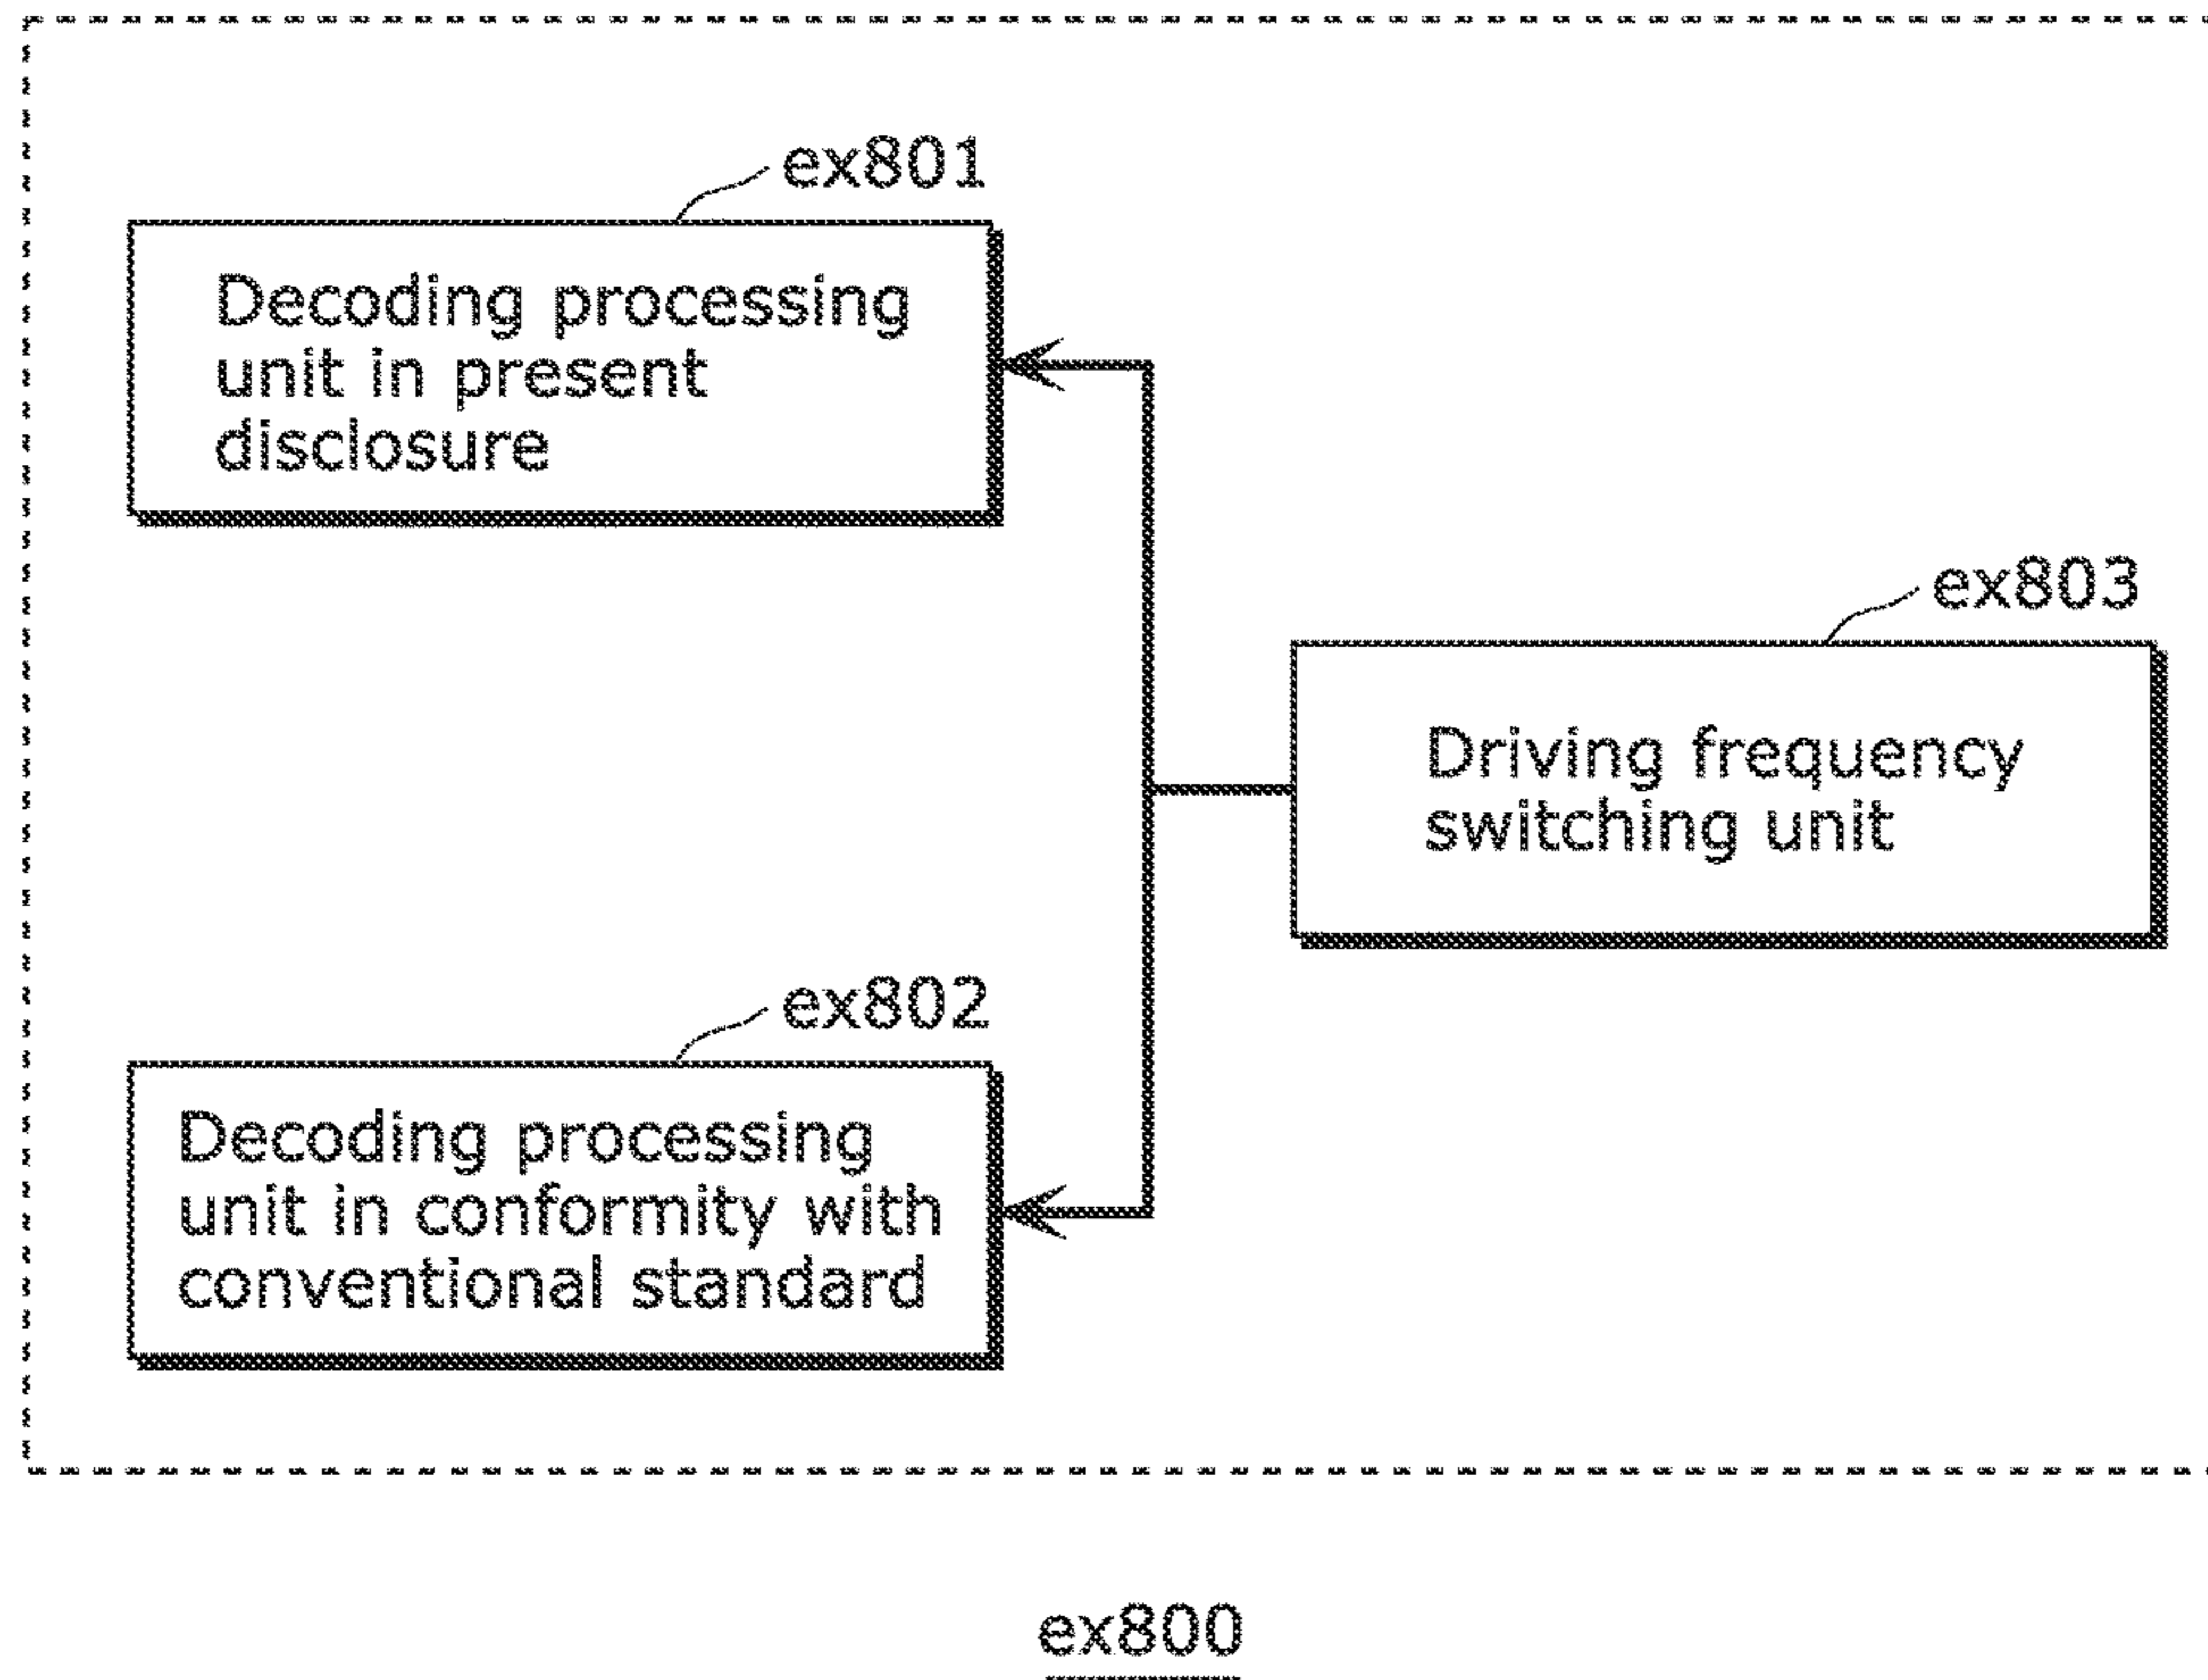 ex801
Decoding processing
unit in present
disclosure
ex803
Driving frequency
switching unit
ex802
Decoding processing
unit in conformity with
conventional standard
ex800